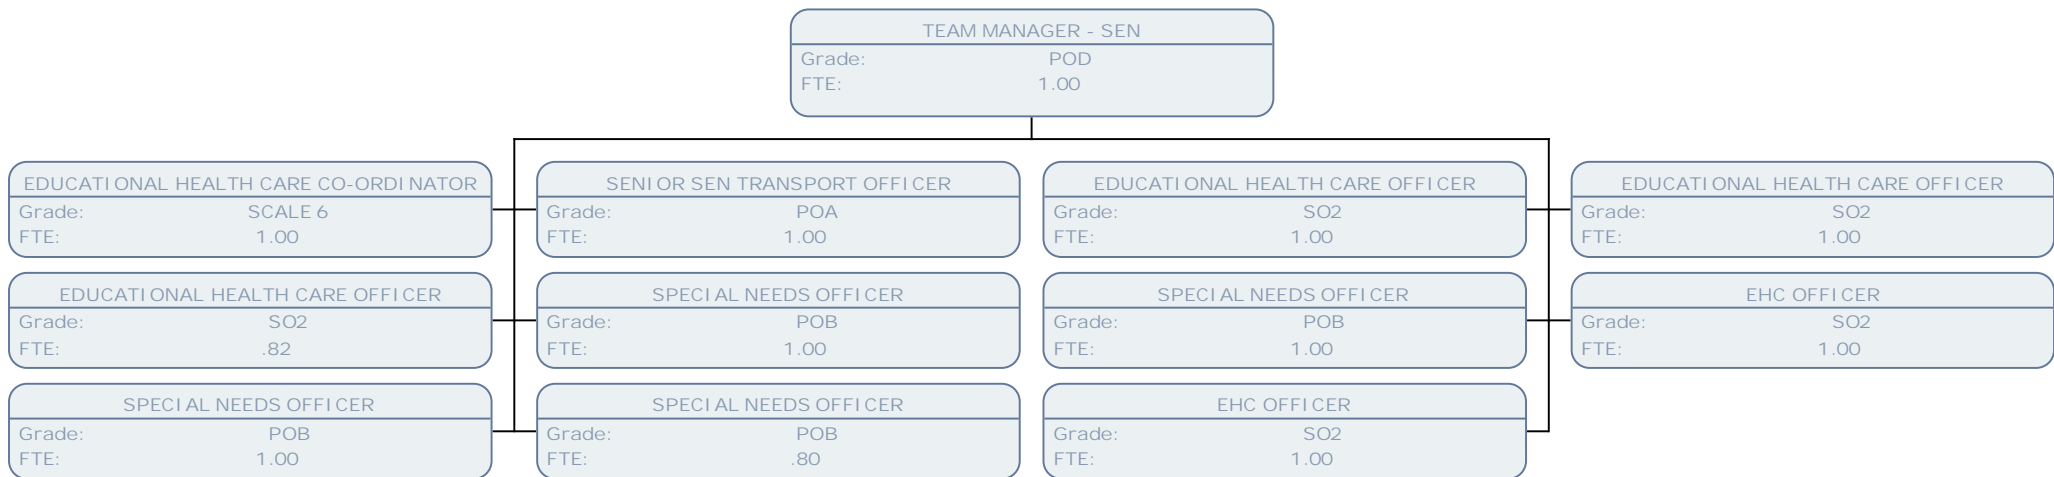 TEAM MANAGER - SEN
Grade: POD
FTE: 1.00
EDUCATIONAL HEALTH CARE CO-ORDINATOR
Grade: SCALE 6
FTE: 1.00
SENIOR SEN TRANSPORT OFFICER
Grade: POA
FTE: 1.00
EDUCATIONAL HEALTH CARE OFFICER
Grade: SO2
FTE: 1.00
EDUCATIONAL HEALTH CARE OFFICER
Grade: SO2
FTE: 1.00
EDUCATIONAL HEALTH CARE OFFICER
Grade: SO2
FTE: .82
SPECIAL NEEDS OFFICER
Grade: POB
FTE: 1.00
SPECIAL NEEDS OFFICER
Grade: POB
FTE: 1.00
EHC OFFICER
Grade: SO2
FTE: 1.00
SPECIAL NEEDS OFFICER
Grade: POB
FTE: 1.00
SPECIAL NEEDS OFFICER
Grade: POB
FTE: .80
EHC OFFICER
Grade: SO2
FTE: 1.00